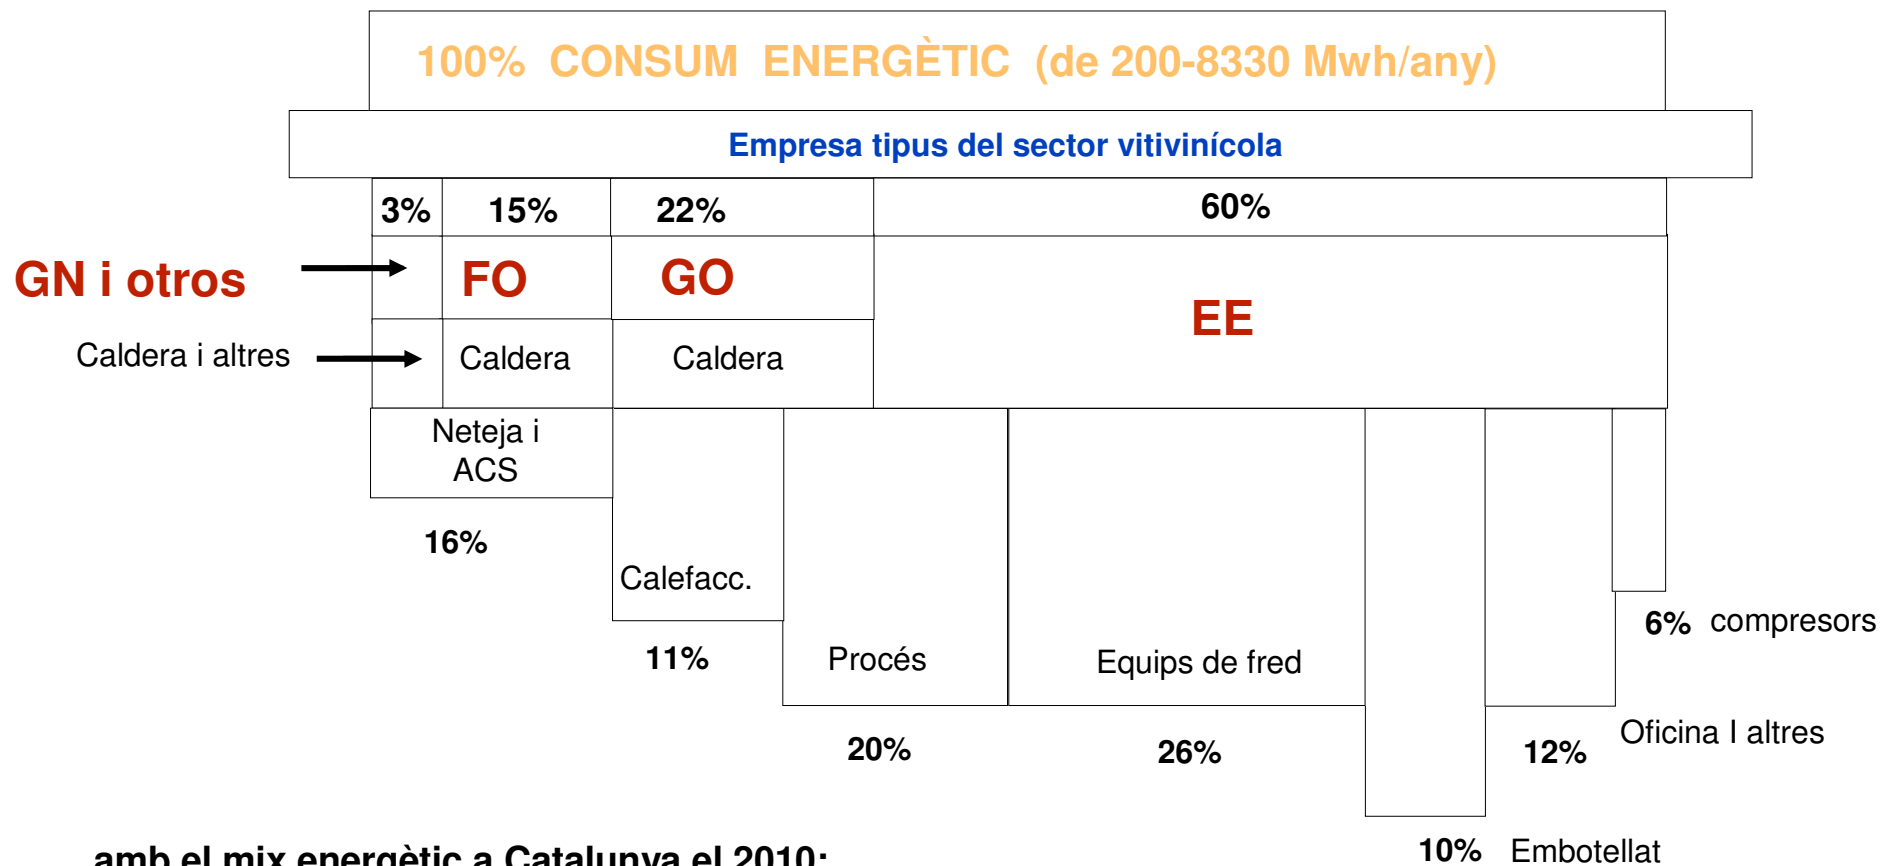 100% CONSUM ENERGÈTIC (de 200-8330 Mwh/any)
Empresa tipus del sector vitivinícola
3% 15% 22% 60%
GN i otros FO GO EE
Caldera i altres Caldera Caldera
Neteja i
ACS
16%
Calefacc.
11%
Procés
20%
Equips de fred
26%
6% compresors
12% Oficina I altres
10% Embotellat
amb el mix energètic a Catalunya el 2010: